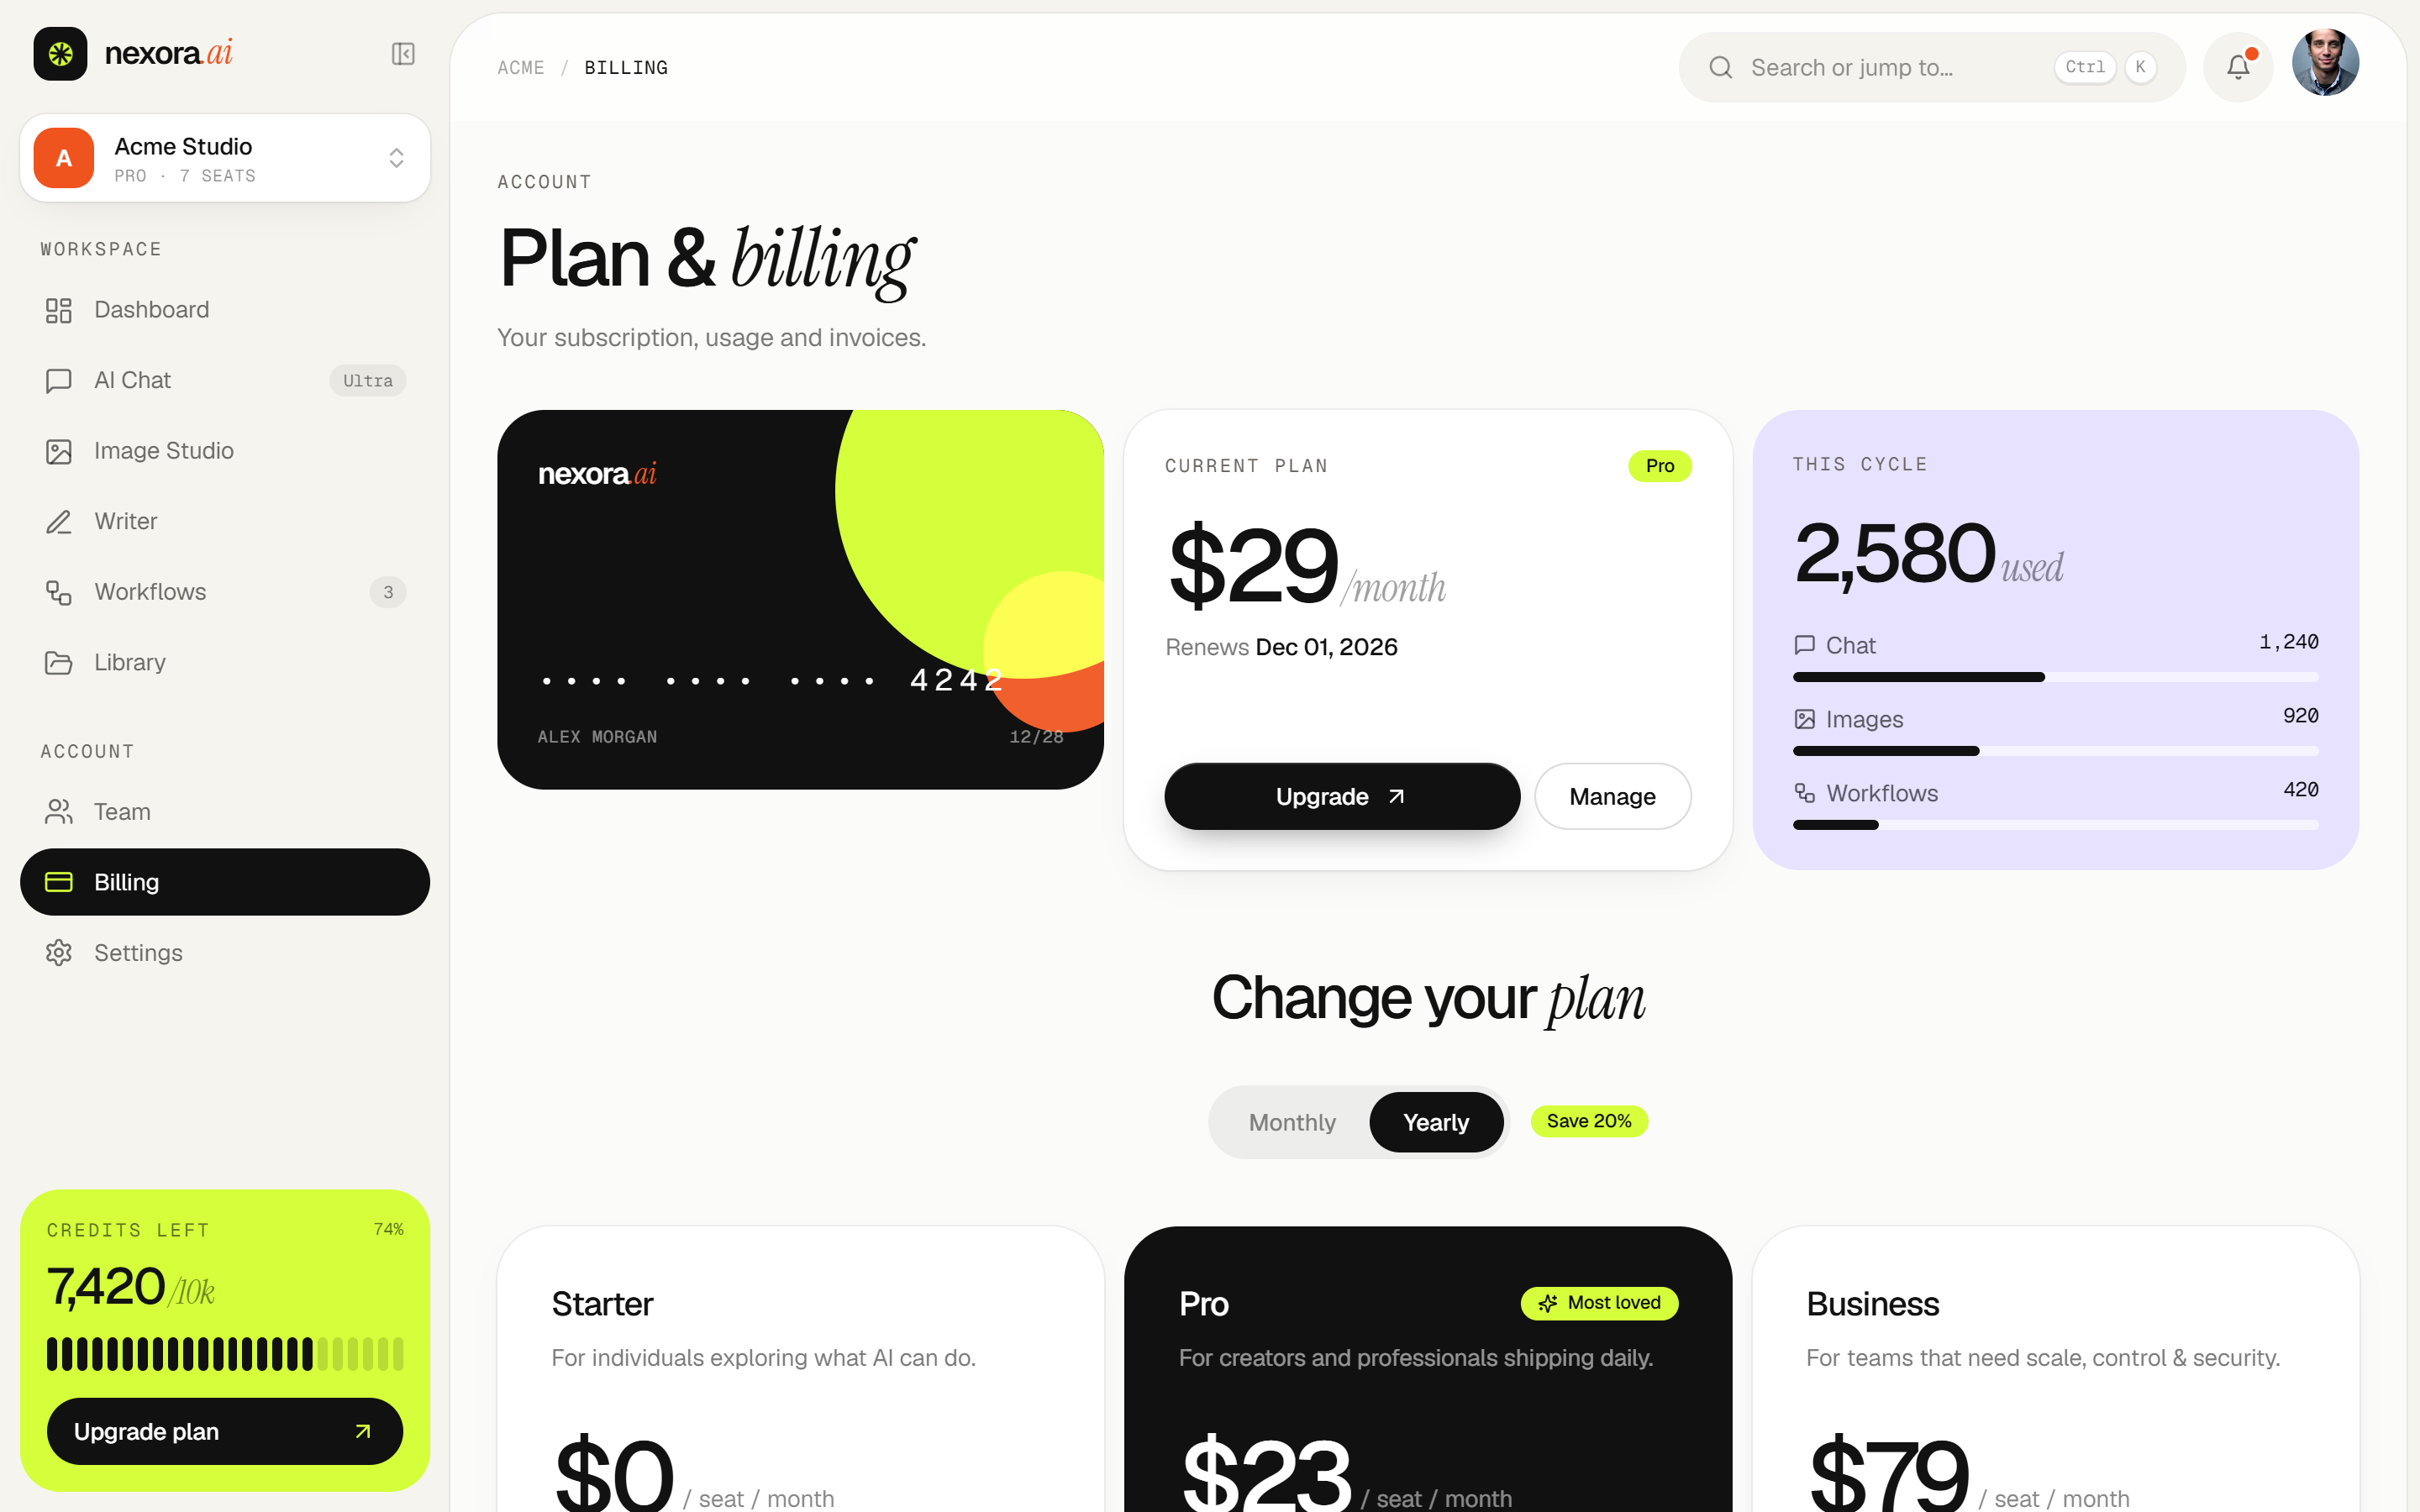 nexora.ai
A
Acme Studio
PRO · 7 SEATS
WORKSPACE
Dashboard
AI Chat
Ultra
Image Studio
Writer
Workflows
3
Library
ACCOUNT
Team
Billing
Settings
CREDITS LEFT
74%
7,420/10k
Upgrade plan
ACME / BILLING
Search or jump to...
Ctrl
K
ACCOUNT
Plan & billing
Your subscription, usage and invoices.
nexora.ai
•••• •••• •••• 4242
ALEX MORGAN
12/28
CURRENT PLAN
Pro
$29/month
Renews Dec 01, 2026
Upgrade
Manage
THIS CYCLE
2,580 used
Chat
1,240
Images
920
Workflows
420
Change your plan
Monthly
Yearly
Save 20%
Starter
For individuals exploring what AI can do.
$0 / seat / month
Pro
Most loved
For creators and professionals shipping daily.
$23 / seat / month
Business
For teams that need scale, control & security.
$79 / seat / month